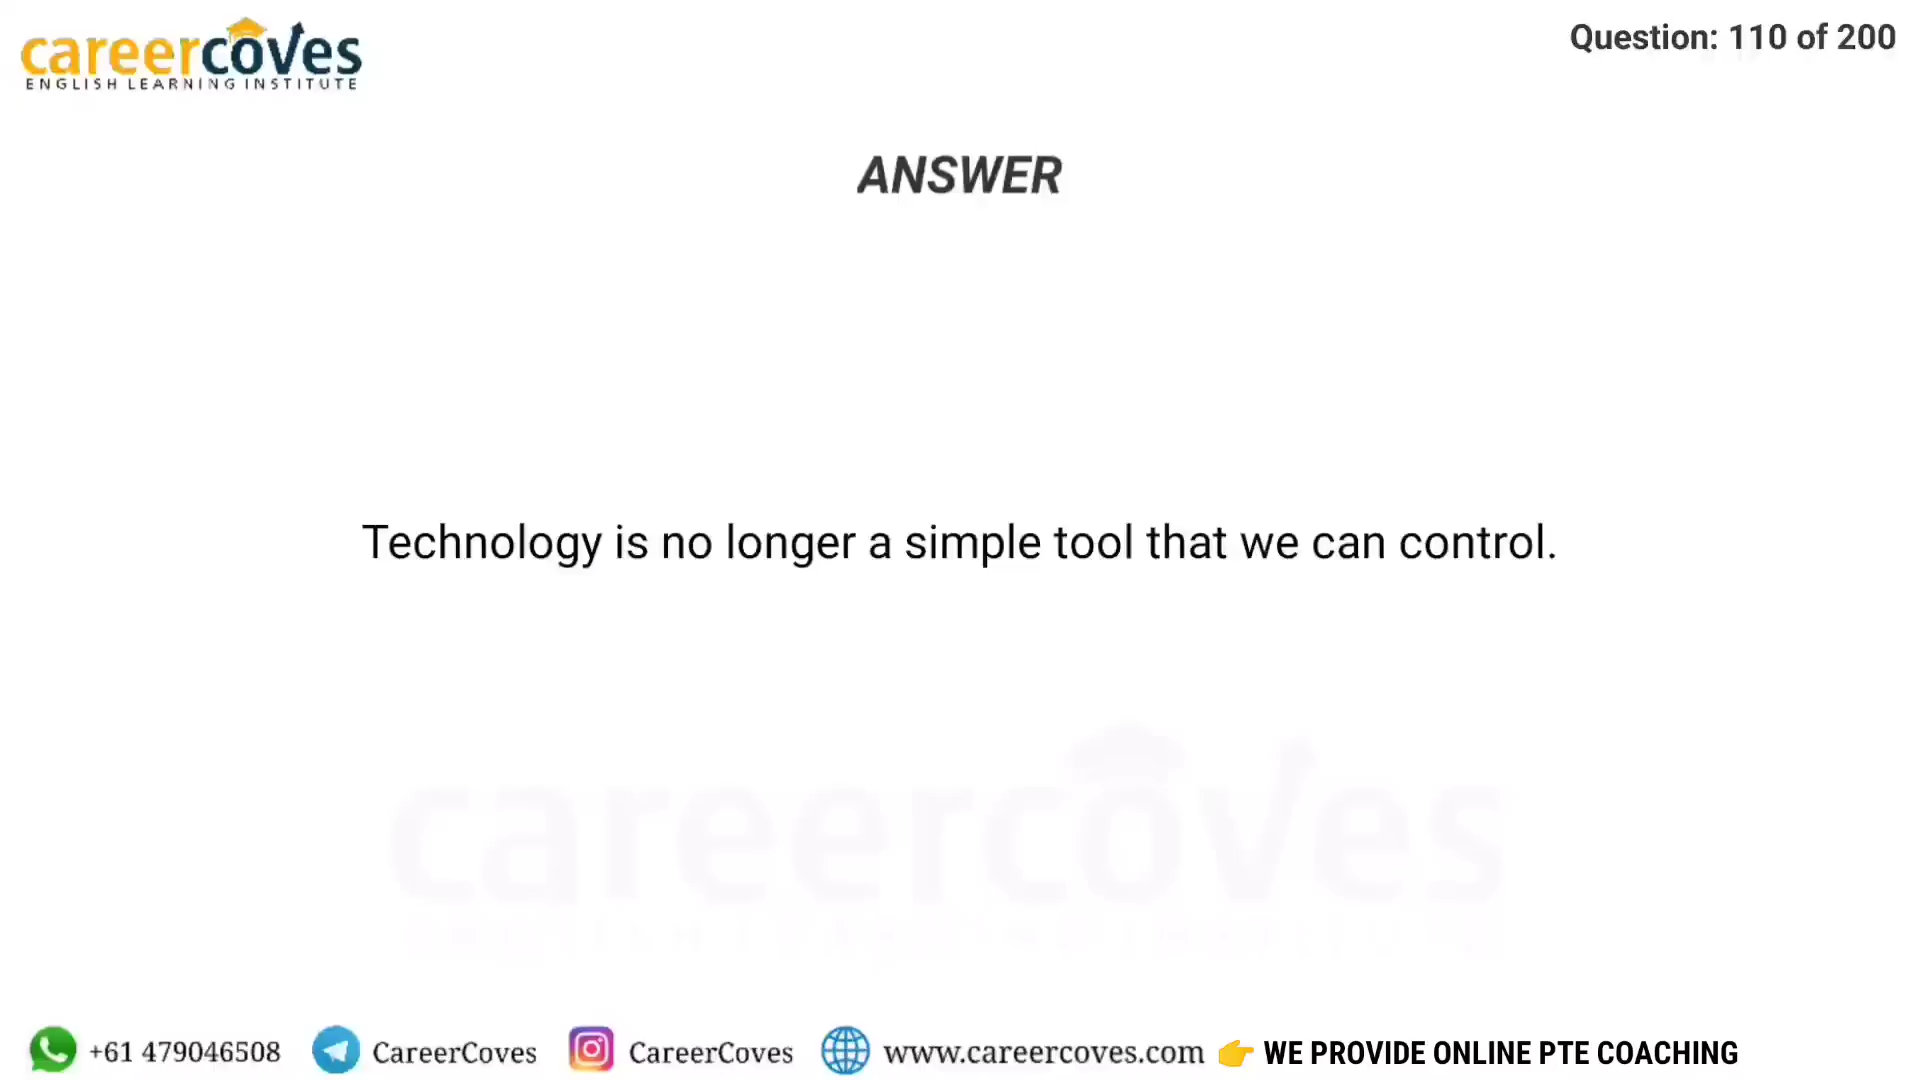 careercoves
ENGLISH LEARNING INSTITUTE
Question: 110 of 200
ANSWER
Technology is no longer a simple tool that we can control.
careercoves
+61 479046508 CareerCoves CareerCoves www.careercoves.com 👉 WE PROVIDE ONLINE PTE COACHING